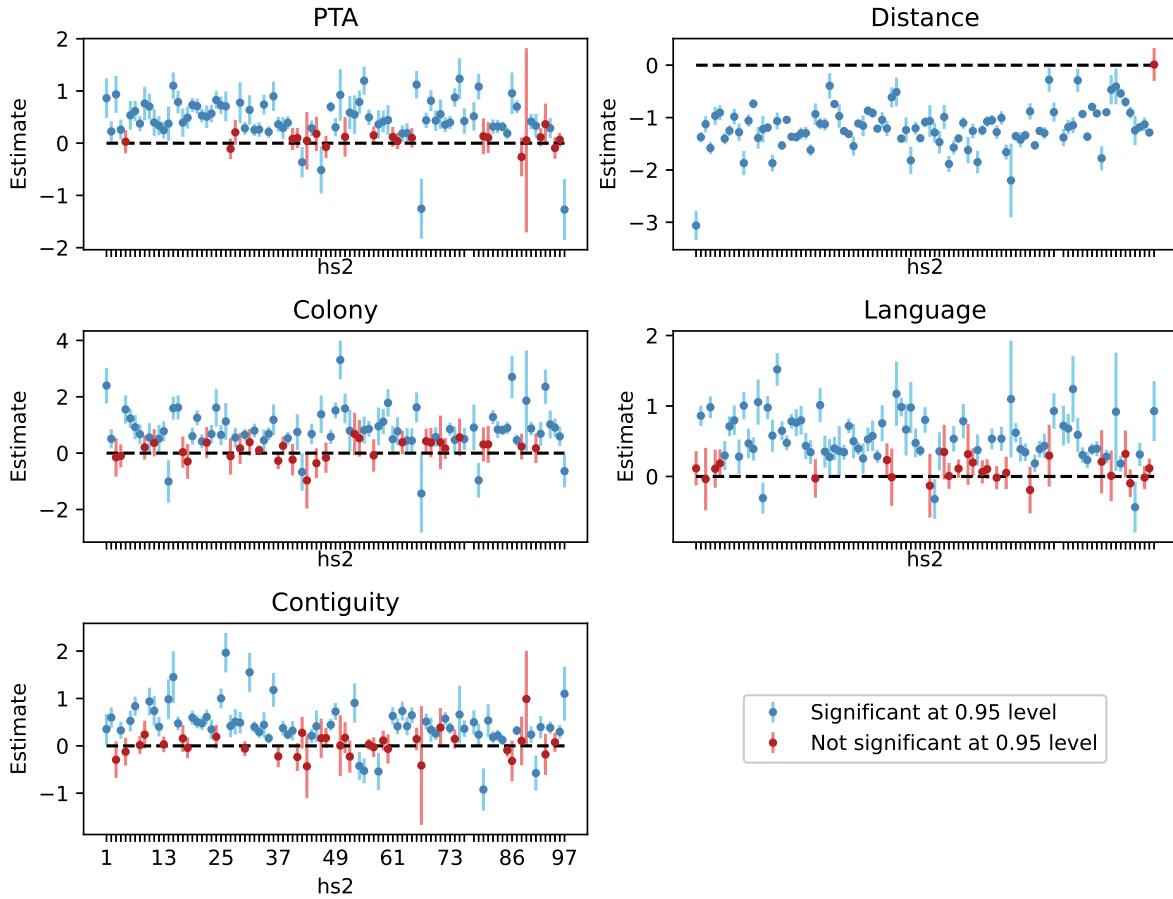 PTA
Distance
2
1
0
−1
−2
Estimate
hs2
0
−1
−2
−3
Estimate
hs2
Colony
Language
4
2
0
−2
Estimate
hs2
2
1
0
Estimate
hs2
Contiguity
2
1
0
−1
Estimate
1 13 25 37 49 61 73 86 97
hs2
Significant at 0.95 level
Not significant at 0.95 level